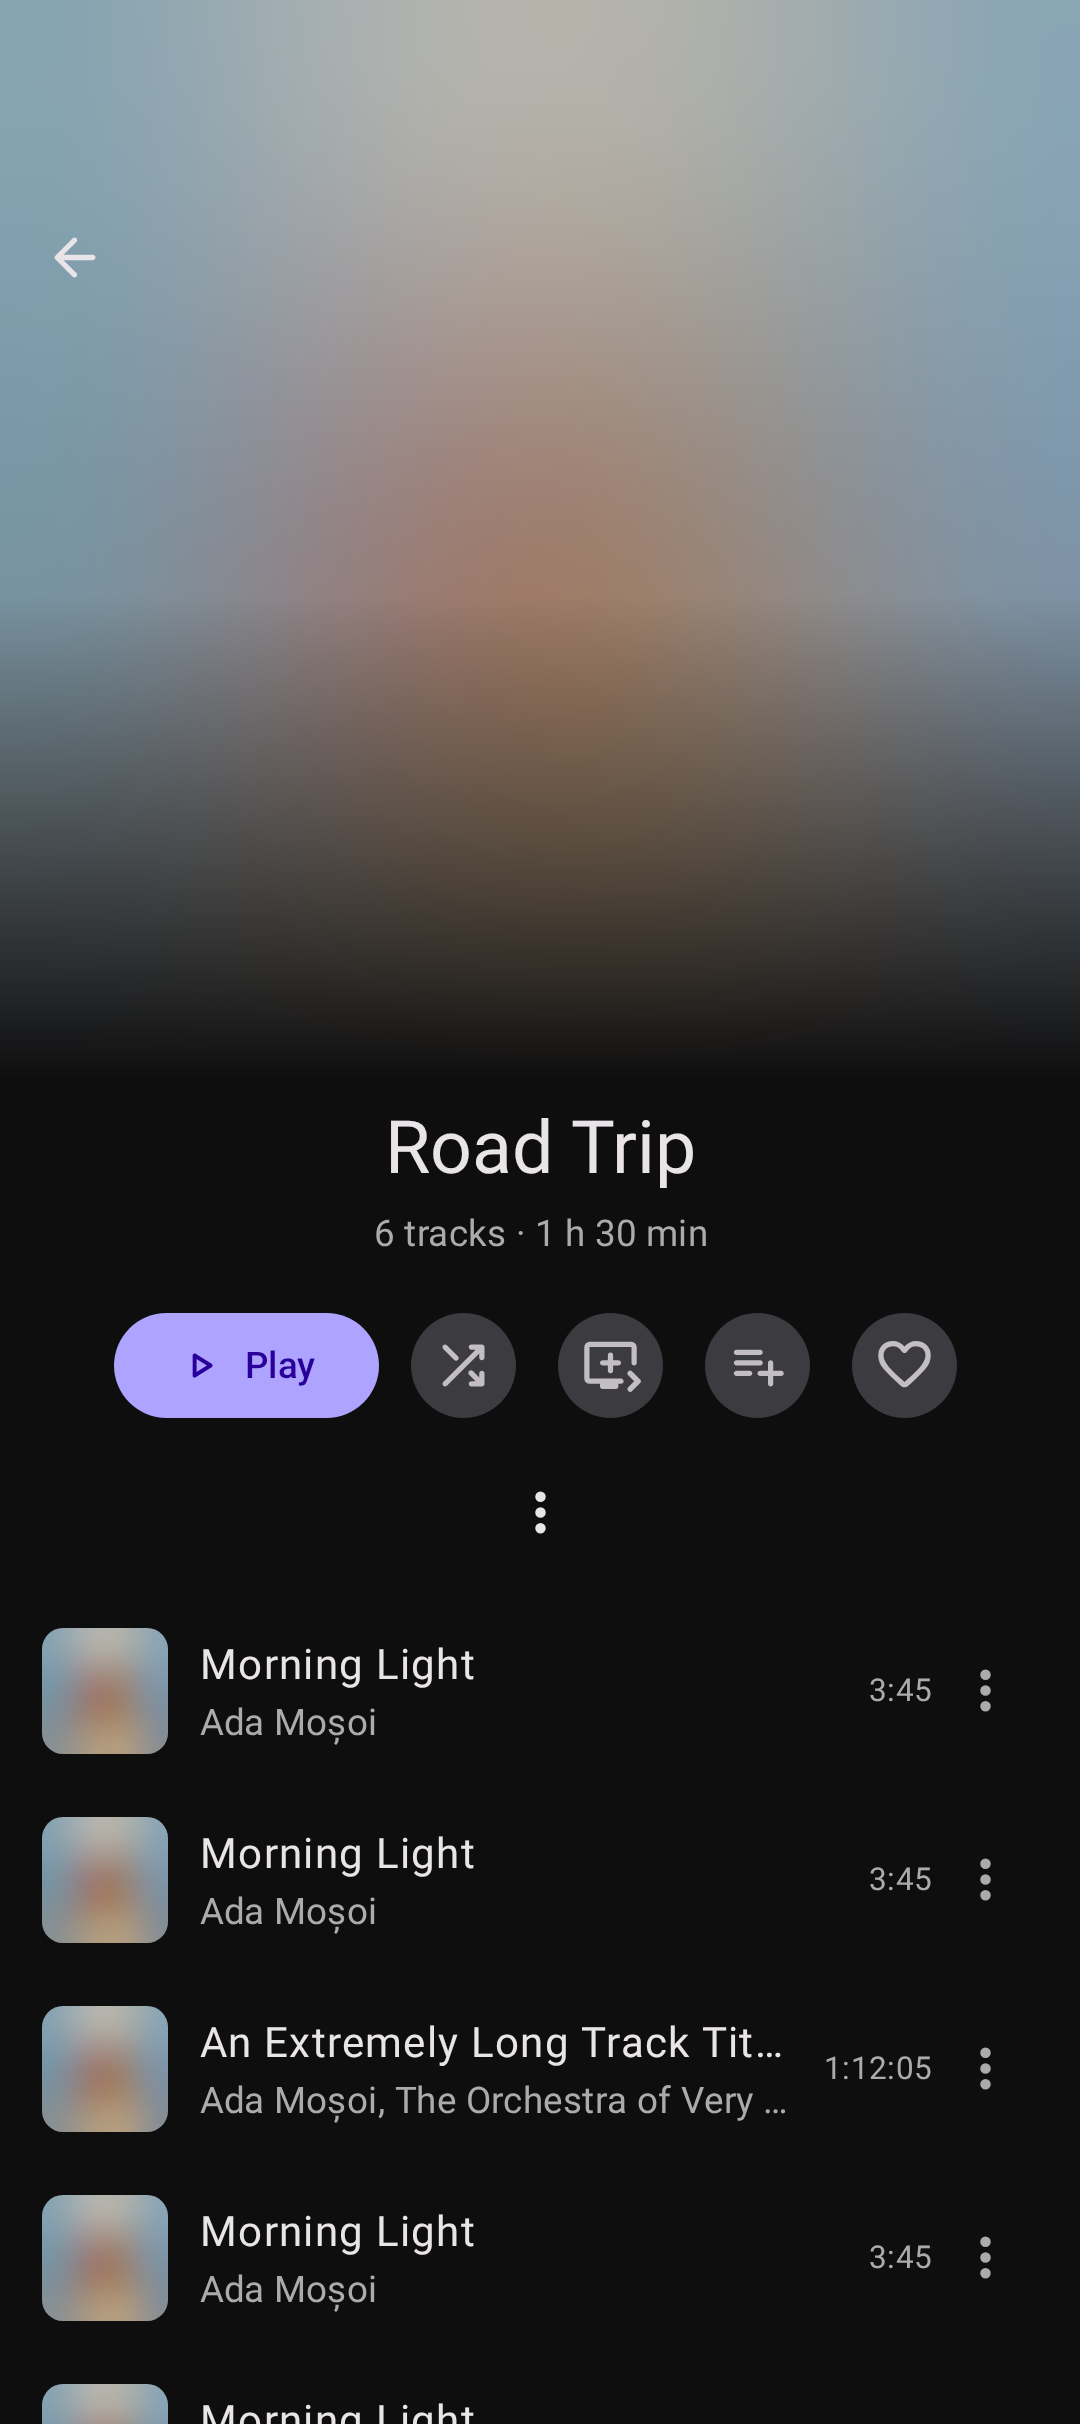 Road Trip
6 tracks · 1 h 30 min
Play
Morning Light
3:45
Ada Moșoi
Morning Light
3:45
Ada Moșoi
An Extremely Long Track Tit...
1:12:05
Ada Moșoi, The Orchestra of Very ...
Morning Light
3:45
Ada Moșoi
Morning Light